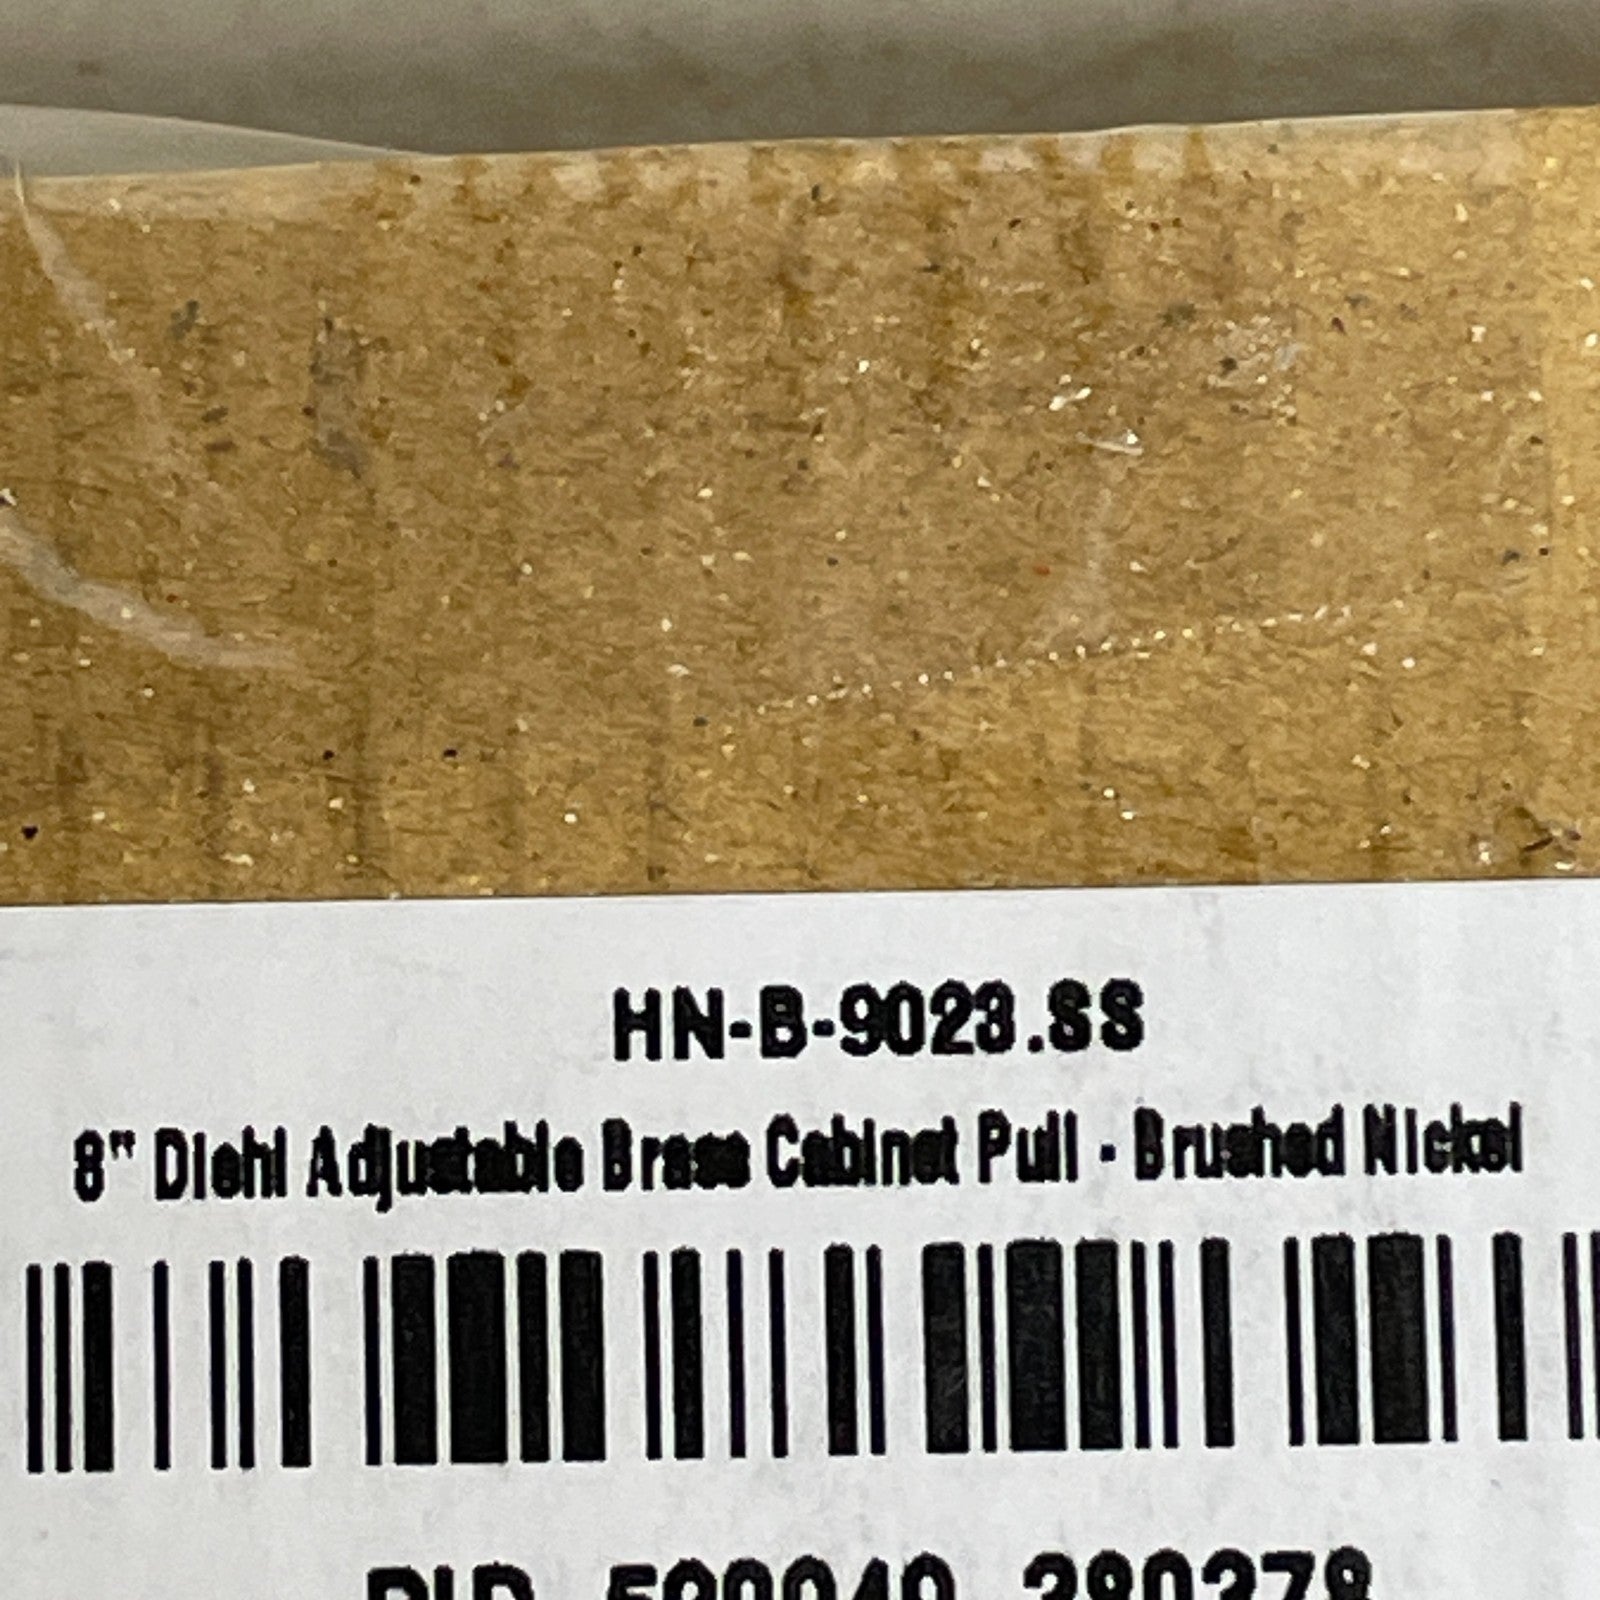 HN-B-9023.SS
8" Diehl Adjustable Brass Cabinet Pull - Brushed Nickel